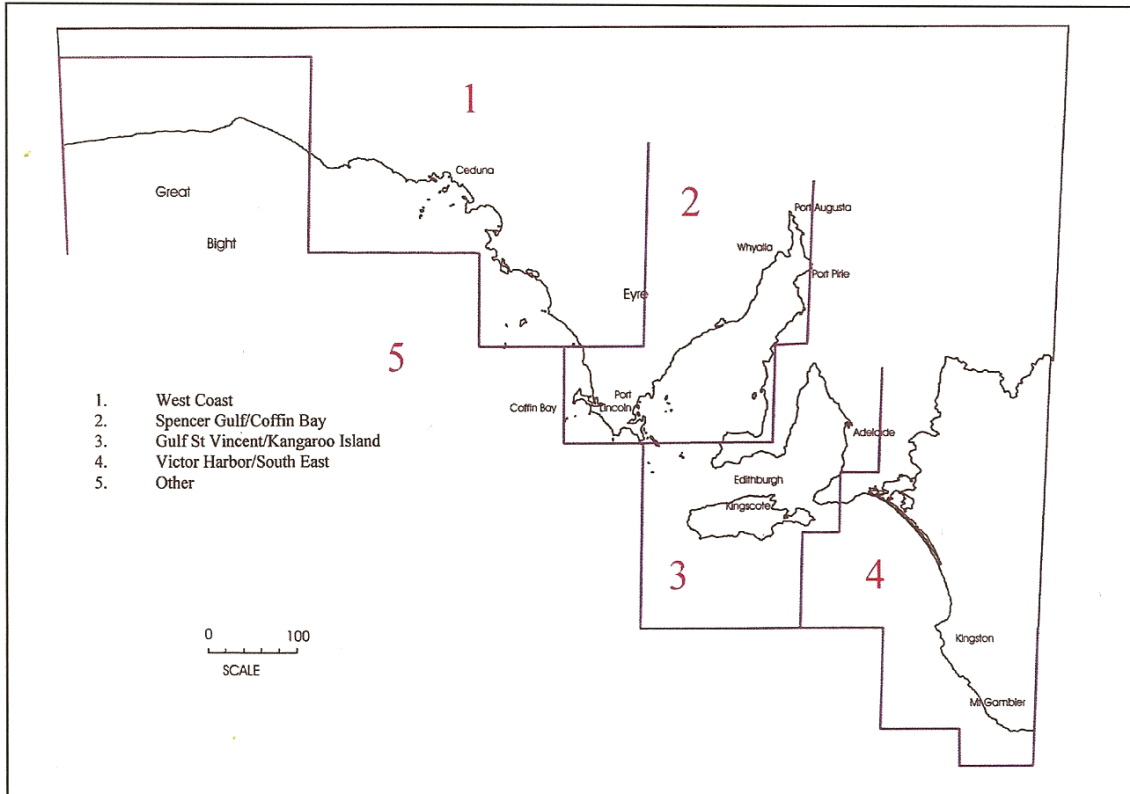 1
Ceduna
Great
Bight
2
Port Augusta
Whyalla
Port Pirie
Eyre
5
1. West Coast
2. Spencer Gulf/Coffin Bay
3. Gulf St Vincent/Kangaroo Island
4. Victor Harbor/South East
5. Other
Coffin Bay
Port
Lincoln
Adelaide
Edithburgh
Kingscote
3
4
0 100
SCALE
Kingston
Mt Gambier